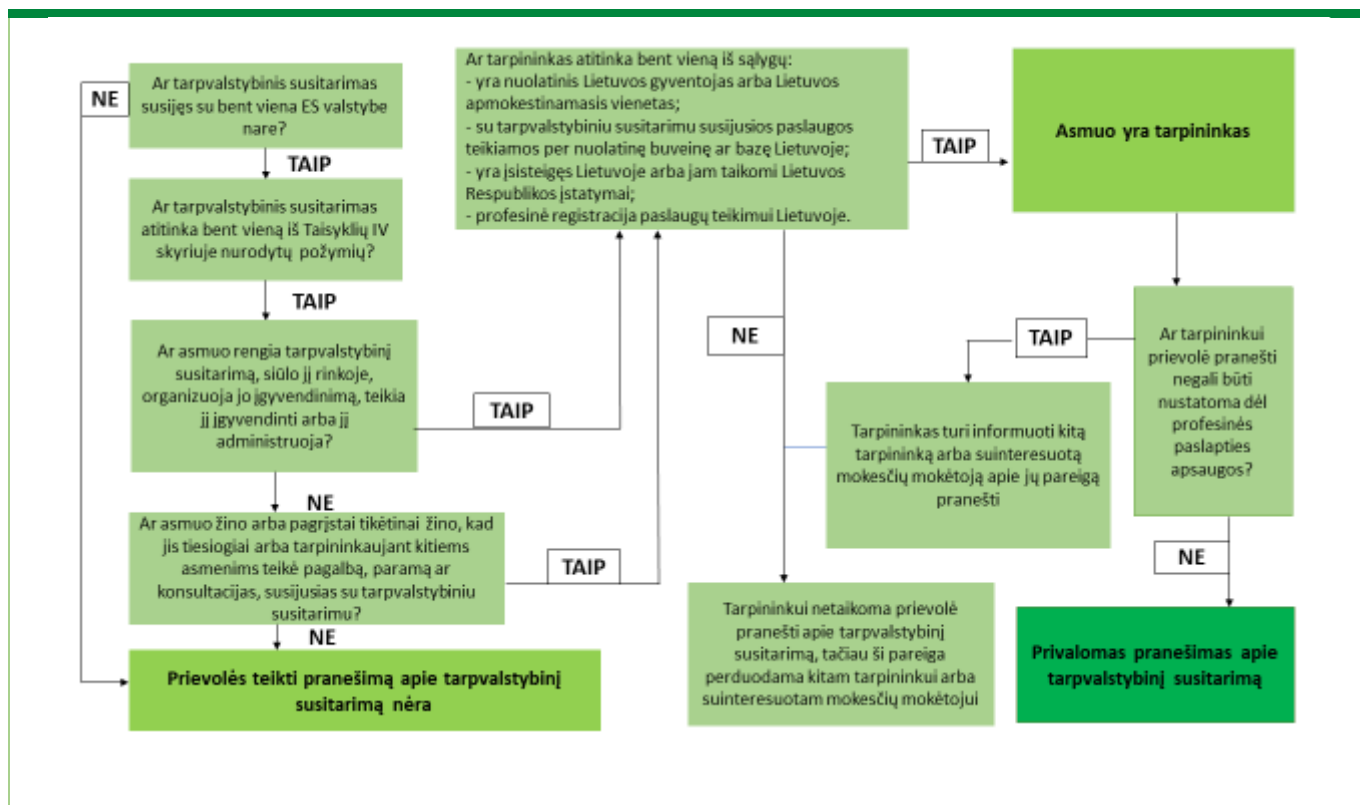 NE
Ar tarpvalstybinis susitarimas
susijęs su bent viena ES valstybe
nare?
TAIP
Ar tarpvalstybinis susitarimas
atitinka bent vieną iš Taisyklių IV
skyriuje nurodytų požymių?
TAIP
Ar asmuo rengia tarpvalstybinį
susitarimą, siūlo jį rinkoje,
organizuoja jo įgyvendinimą, teikia
jį įgyvendinti arba jį
administruoja?
TAIP
NE
Ar asmuo žino arba pagrįstai tikėtinai žino, kad
jis tiesiogiai arba tarpininkaujant kitiems
asmenims teikė pagalbą, paramą ar
konsultacijas, susijusias su tarpvalstybiniu
susitarimu?
TAIP
NE
Prievolės teikti pranešimą apie tarpvalstybinį
susitarimą nėra
Ar tarpininkas atitinka bent vieną iš sąlygų:
- yra nuolatinis Lietuvos gyventojas arba Lietuvos
apmokestinamasis vienetas;
- su tarpvalstybiniu susitarimu susijusios paslaugos
teikiamos per nuolatinę buveinę ar bazę Lietuvoje;
- yra įsisteigęs Lietuvoje arba jam taikomi Lietuvos
Respublikos įstatymai;
- profesinė registracija paslaugų teikimui Lietuvoje.
TAIP
NE
Asmuo yra tarpininkas
Ar tarpininkui
prievolė pranešti
negali būti
nustatoma dėl
profesinės
paslapties
apsaugos?
TAIP
Tarpininkas turi informuoti kitą
tarpininką arba suinteresuotą
mokesčių mokėtoją apie jų pareigą
pranešti
NE
Tarpininkui netaikoma prievolė
pranešti apie tarpvalstybinį
susitarimą, tačiau ši pareiga
perduodama kitam tarpininkui arba
suinteresuotam mokesčių mokėtojui
Privalomas pranešimas apie
tarpvalstybinį susitarimą